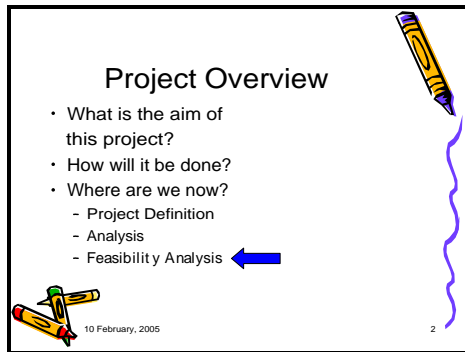 Project Overview
• What is the aim of
this project?
• How will it be done?
• Where are we now?
– Project Definition
– Analysis
– Feasibility Analysis
10 February, 2005
2